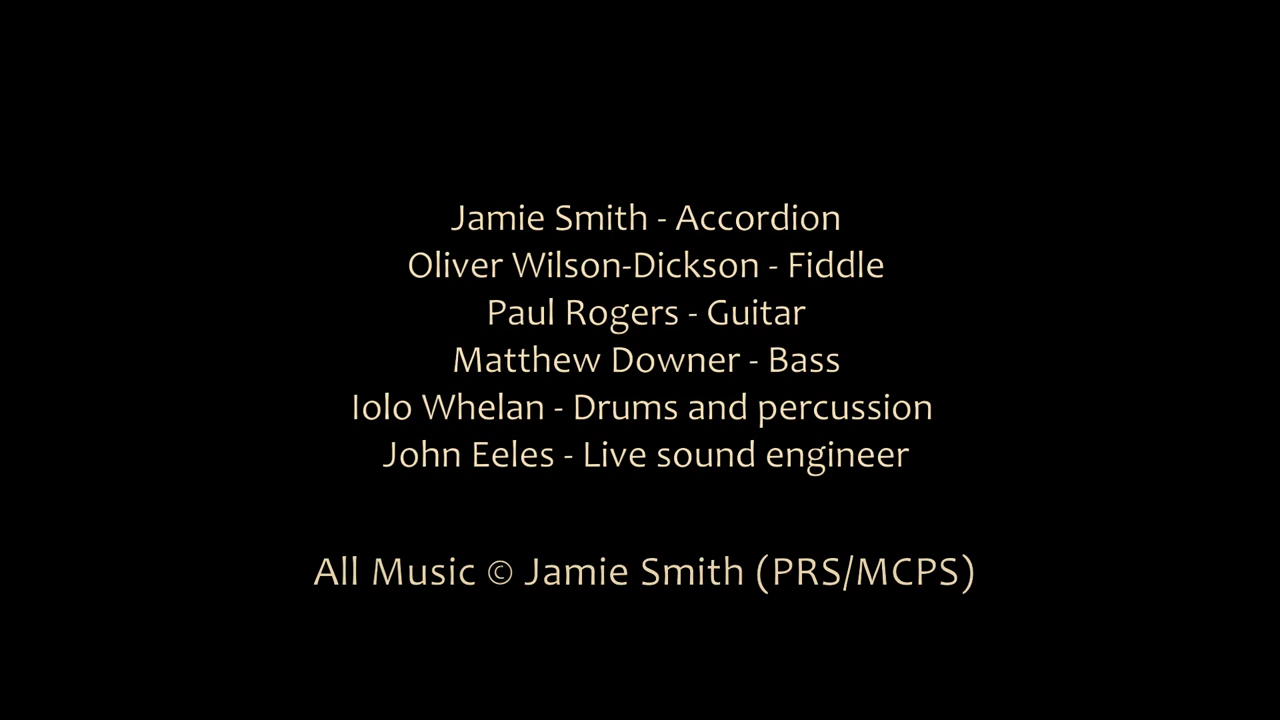 Jamie Smith - Accordion
Oliver Wilson-Dickson - Fiddle
Paul Rogers - Guitar
Matthew Downer - Bass
Iolo Whelan - Drums and percussion
John Eeles - Live sound engineer
All Music © Jamie Smith (PRS/MCPS)